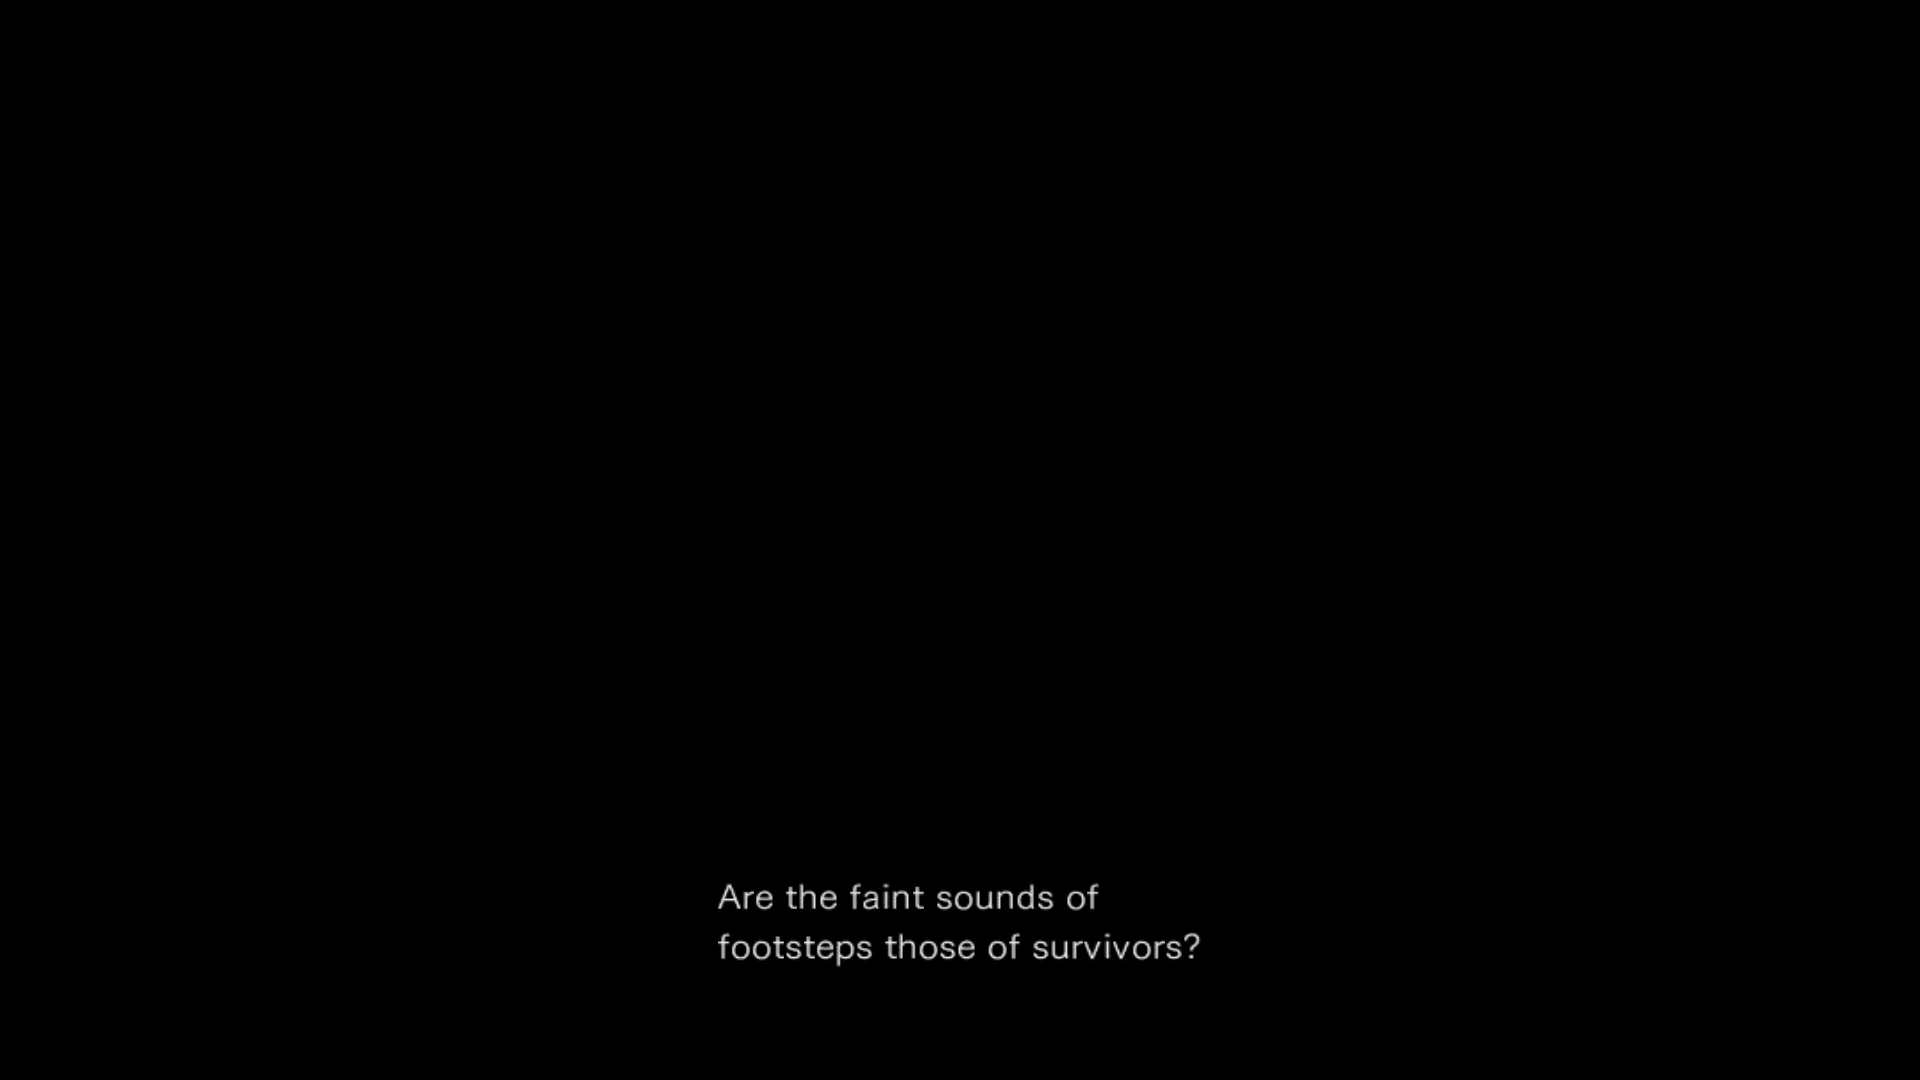 Are the faint sounds of
footsteps those of survivors?